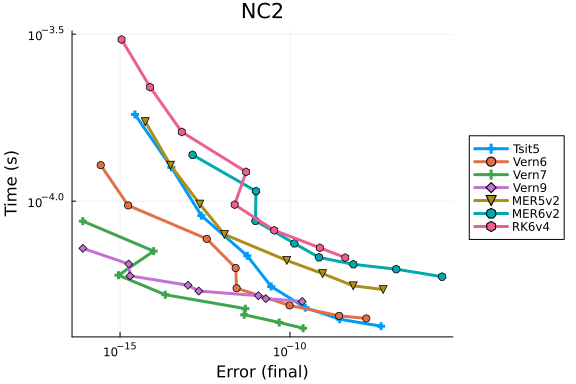 NC2
10^-3.5
10^-4.0
Time (s)
10^-15
10^-10
Error (final)
Tsit5
Vern6
Vern7
Vern9
MER5v2
MER6v2
RK6v4